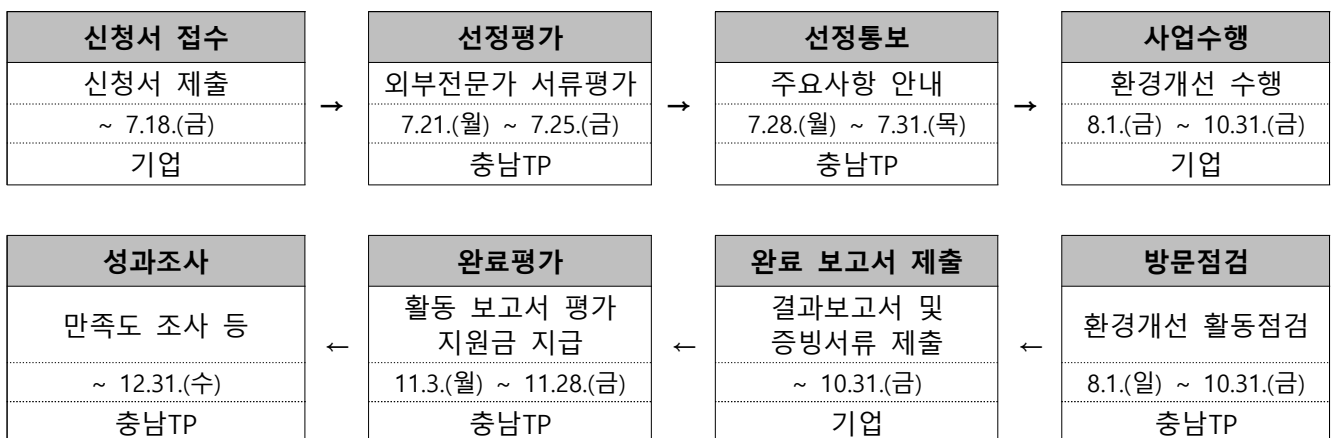 신청서 접수
신청서 제출
~ 7.18.(금)
기업
→
선정평가
외부전문가 서류평가
7.21.(월) ~ 7.25.(금)
충남TP
→
선정통보
주요사항 안내
7.28.(월) ~ 7.31.(목)
충남TP
→
사업수행
환경개선 수행
8.1.(금) ~ 10.31.(금)
기업
성과조사
만족도 조사 등
~ 12.31.(수)
충남TP
←
완료평가
활동 보고서 평가
지원금 지급
11.3.(월) ~ 11.28.(금)
충남TP
←
완료 보고서 제출
결과보고서 및
증빙서류 제출
~ 10.31.(금)
기업
←
방문점검
환경개선 활동점검
8.1.(일) ~ 10.31.(금)
충남TP